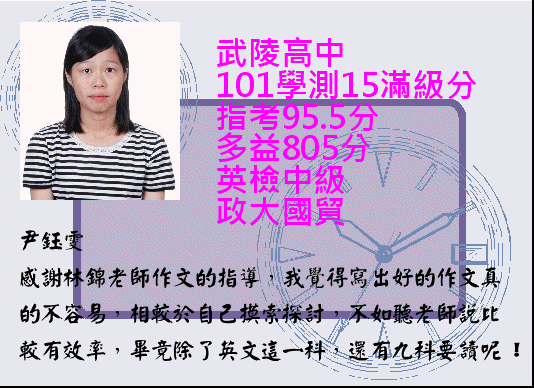 武陵高中
101學測15滿級分
指考95.5分
多益805分
英檢中級
政大國貿
尹鈺雯
感謝林錦老師作文的指導，我覺得寫出好的作文真
的不容易，相較於自己摸索探討，不如聽老師說比
較有效率，畢竟除了英文這一科，還有九科要讀呢！